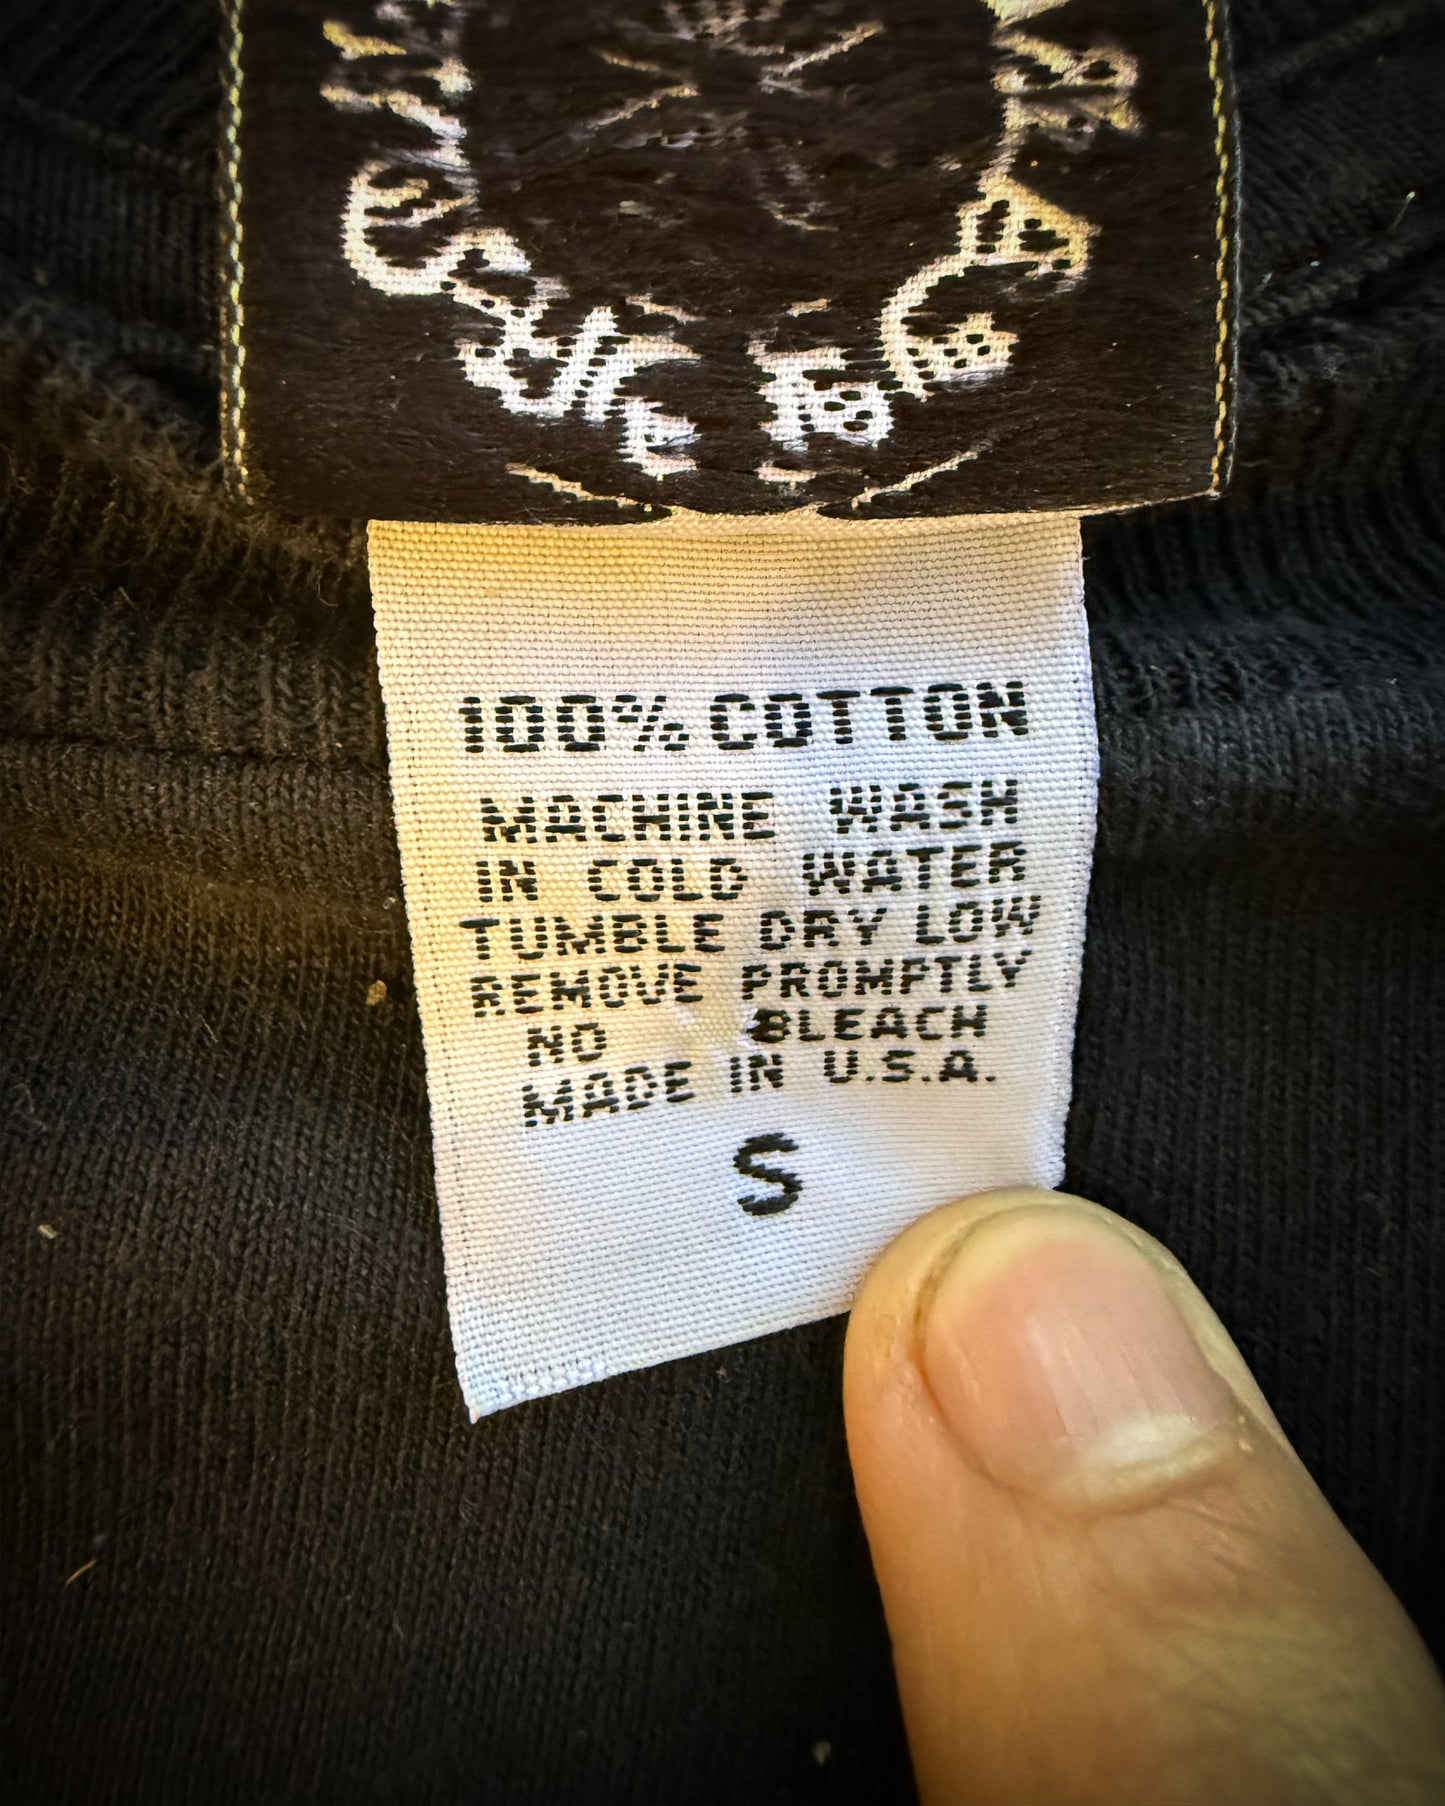 100% COTTON
MACHINE WASH
IN COLD WATER
TUMBLE DRY LOW
REMOVE PROMPTLY
NO BLEACH
MADE IN U.S.A.
S